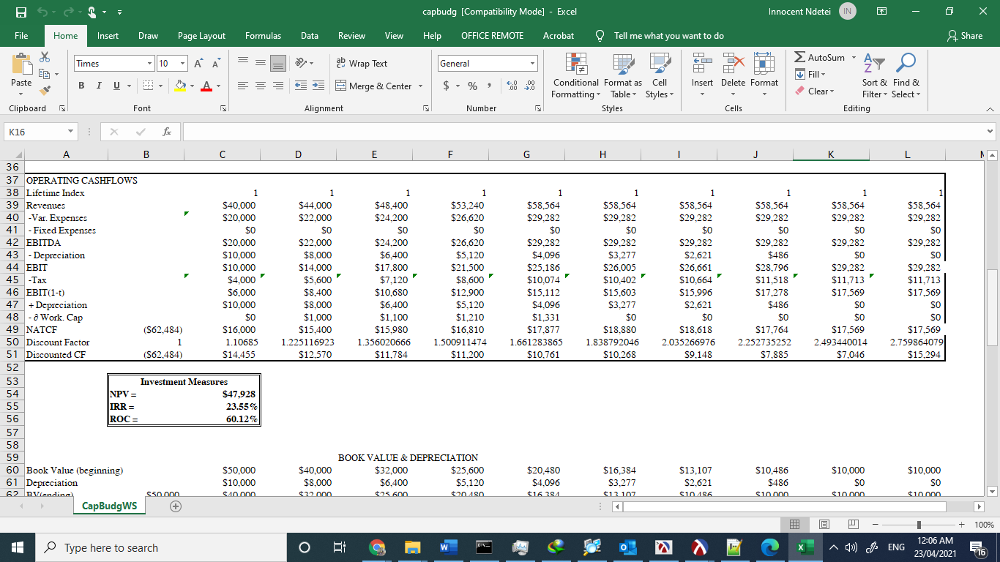 capbudg [Compatibility Mode] - Excel
Innocent Ndetei IN
File Home Insert Draw Page Layout Formulas Data Review View Help OFFICE REMOTE Acrobat Tell me what you want to do Share
Times 10 Wrap Text General AutoSum
Paste Conditional Format as Cell Insert Delete Format Fill Sort & Find &
B I U A Merge & Center $ % , Formatting Table Styles Clear Filter Select
Clipboard Font Alignment Number Styles Cells Editing
K16 fx
A B C D E F G H I J K L
36
37 OPERATING CASHFLOWS
38 Lifetime Index 1 1 1 1 1 1 1 1 1 1
39 Revenues $40,000 $44,000 $48,400 $53,240 $58,564 $58,564 $58,564 $58,564 $58,564 $58,564
40 -Var. Expenses $20,000 $22,000 $24,200 $26,620 $29,282 $29,282 $29,282 $29,282 $29,282 $29,282
41 - Fixed Expenses $0 $0 $0 $0 $0 $0 $0 $0 $0 $0
42 EBITDA $20,000 $22,000 $24,200 $26,620 $29,282 $29,282 $29,282 $29,282 $29,282 $29,282
43 - Depreciation $10,000 $8,000 $6,400 $5,120 $4,096 $3,277 $2,621 $486 $0 $0
44 EBIT $10,000 $14,000 $17,800 $21,500 $25,186 $26,005 $26,661 $28,796 $29,282 $29,282
45 -Tax $4,000 $5,600 $7,120 $8,600 $10,074 $10,402 $10,664 $11,518 $11,713 $11,713
46 EBIT(1-t) $6,000 $8,400 $10,680 $12,900 $15,112 $15,603 $15,996 $17,278 $17,569 $17,569
47 + Depreciation $10,000 $8,000 $6,400 $5,120 $4,096 $3,277 $2,621 $486 $0 $0
48 - ∂ Work. Cap $0 $1,000 $1,100 $1,210 $1,331 $0 $0 $0 $0 $0
49 NATCF ($62,484) $16,000 $15,400 $15,980 $16,810 $17,877 $18,880 $18,618 $17,764 $17,569 $17,569
50 Discount Factor 1 1.10685 1.225116923 1.356020666 1.500911474 1.661283865 1.838792046 2.035266976 2.252735252 2.493440014 2.759864079
51 Discounted CF ($62,484) $14,455 $12,570 $11,784 $11,200 $10,761 $10,268 $9,148 $7,885 $7,046 $15,294
52
53 Investment Measures
54 NPV = $47,928
55 IRR = 23.55%
56 ROC = 60.12%
57
58
59 BOOK VALUE & DEPRECIATION
60 Book Value (beginning) $50,000 $40,000 $32,000 $25,600 $20,480 $16,384 $13,107 $10,486 $10,000 $10,000
61 Depreciation $10,000 $8,000 $6,400 $5,120 $4,096 $3,277 $2,621 $486 $0 $0
62 BV(ending) $50,000 $40,000 $32,000 $25,600 $20,480 $16,384 $13,107 $10,486 $10,000 $10,000 $10,000
CapBudgWS
100%
Type here to search
ENG
12:06 AM
23/04/2021
16